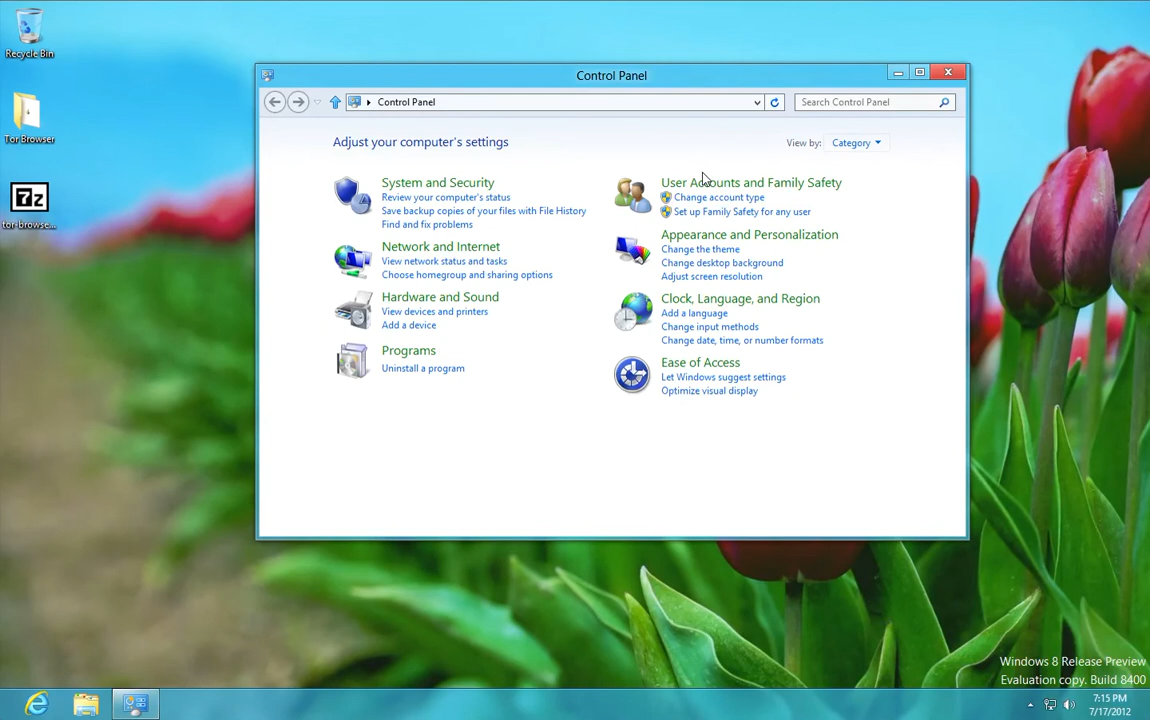 Recycle Bin
Tor Browser
7z
tor-browse...
Control Panel
Control Panel
Search Control Panel
Adjust your computer's settings
View by: Category
System and Security
Review your computer's status
Save backup copies of your files with File History
Find and fix problems
Network and Internet
View network status and tasks
Choose homegroup and sharing options
Hardware and Sound
View devices and printers
Add a device
Programs
Uninstall a program
User Accounts and Family Safety
Change account type
Set up Family Safety for any user
Appearance and Personalization
Change the theme
Change desktop background
Adjust screen resolution
Clock, Language, and Region
Add a language
Change input methods
Change date, time, or number formats
Ease of Access
Let Windows suggest settings
Optimize visual display
Windows 8 Release Preview
Evaluation copy. Build 8400
7:15 PM
7/17/2012